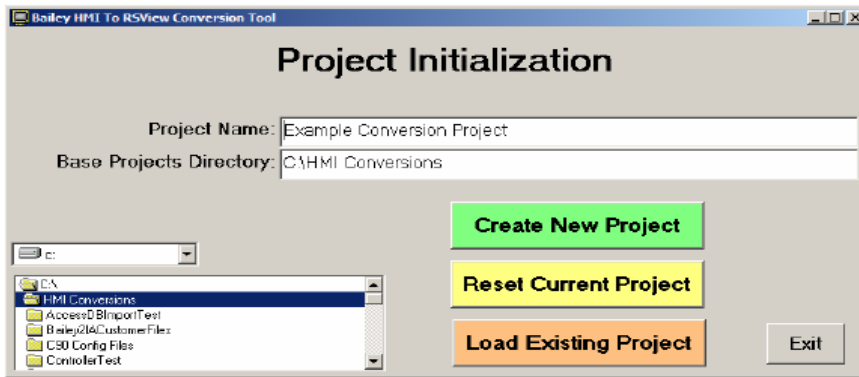 Bailey HMI To RSView Conversion Tool
Project Initialization
Project Name: Example Conversion Project
Base Projects Directory: C:\HMI Conversions
Create New Project
c:
Reset Current Project
C:\
HMI Conversions
AccessDBImportTest
Bailey2IACustomerFiles
C90 Config Files
ControllerTest
Load Existing Project
Exit